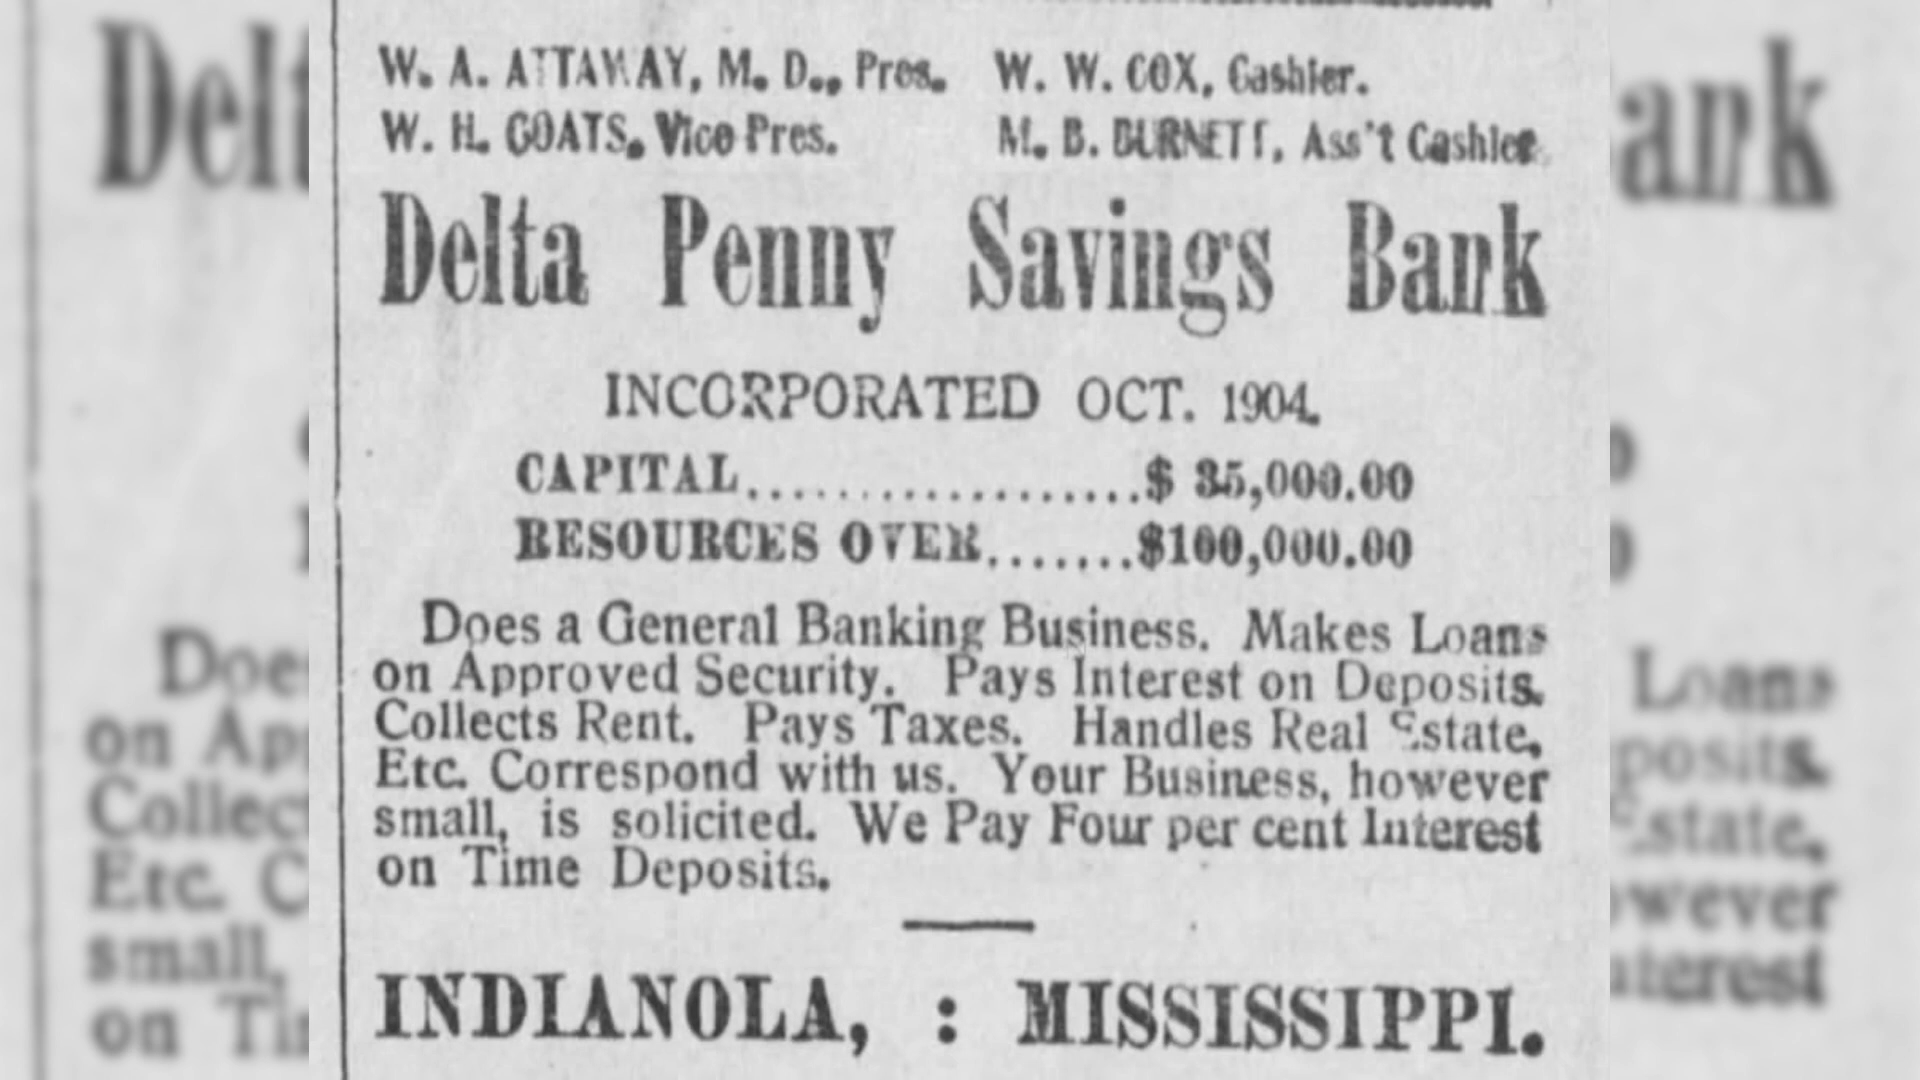 W. A. ATTAWAY, M. D., Pres. W. W. COX, Cashier.
W. H. GOATS, Vice Pres. M. B. BURNETT, Ass't Cashier
Delta Penny Savings Bank
INCORPORATED OCT. 1904.
CAPITAL...................$ 35,000.00
RESOURCES OVER.......$100,000.00
Does a General Banking Business. Makes Loans
on Approved Security. Pays Interest on Deposits.
Collects Rent. Pays Taxes. Handles Real Estate,
Etc. Correspond with us. Your Business, however
small, is solicited. We Pay Four per cent Interest
on Time Deposits.
INDIANOLA, : MISSISSIPPI.